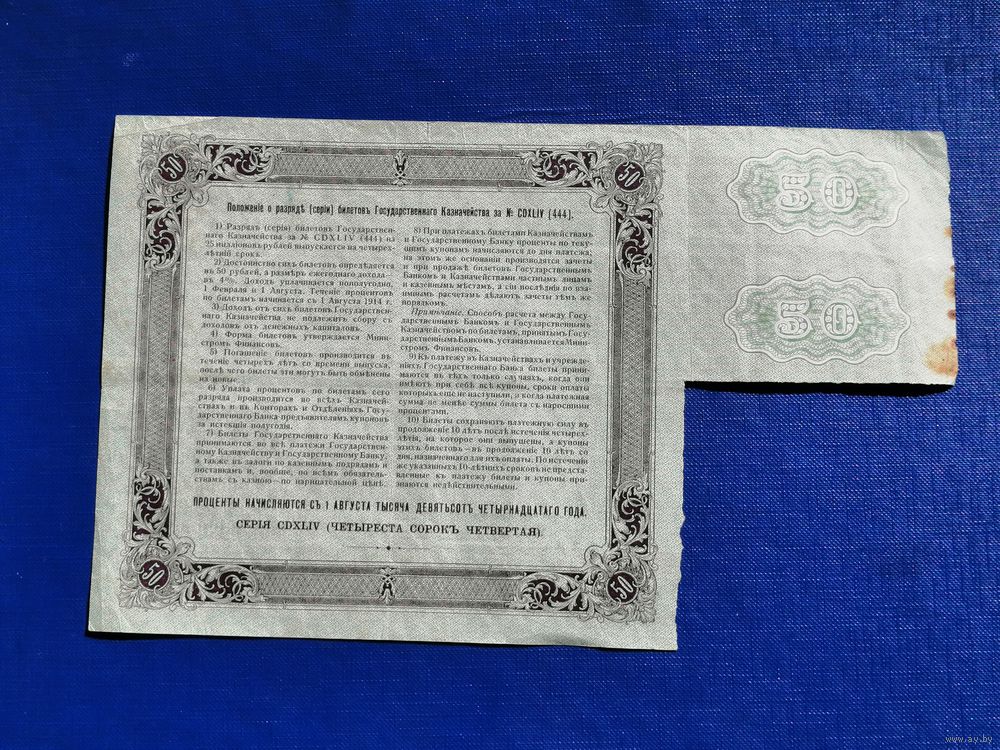 50
50
Положеніе о разрядѣ (серіи) билетовъ Государственнаго Казначейства за № CDXLIV (444).
1) Разрядъ (серія) билетовъ Государствен-
наго Казначейства за № CDXLIV (444) на
25 милліоновъ рублей выпускается на четырех-
лѣтній срокъ.
2) Достоинство сихъ билетовъ опредѣляется
въ 50 рублей, а размѣръ ежегоднаго дохода—
въ 4%. Доходъ уплачивается пополугодно,
1 Февраля и 1 Августа. Теченіе процентовъ
по билетамъ начинается съ 1 Августа 1914 г.
3) Доходъ отъ сихъ билетовъ Государствен-
наго Казначейства не подлежитъ сбору съ
доходовъ отъ денежныхъ капиталовъ.
4) Форма билетовъ утверждается Мини-
стромъ Финансовъ.
5) Погашеніе билетовъ производится въ
теченіе четырехъ лѣтъ со времени выпуска,
послѣ чего билеты эти могутъ быть обмѣнены
на новые.
6) Уплата процентовъ по билетамъ сего
разряда производится во всѣхъ Казначей-
ствахъ и въ Конторахъ и Отдѣленіяхъ Госу-
дарственнаго Банка предъявителямъ купоновъ
за истекшія полугодія.
7) Билеты Государственнаго Казначейства
принимаются во всѣ платежи Государствен-
ному Казначейству и Государственному Банку,
а также въ залоги по казеннымъ подрядамъ и
поставкамъ и, вообще, по всѣмъ обязатель-
ствамъ съ казною—по нарицательной цѣнѣ.
8) При платежахъ билетами Казначействамъ
и Государственному Банку проценты по теку-
щимъ купонамъ начисляются до дня платежа;
на этомъ же основаніи производятся зачеты
и при продажѣ билетовъ Государственнымъ
Банкомъ и Казначействами частнымъ лицамъ
и казеннымъ мѣстамъ, а сіи послѣднія по вза-
имнымъ расчетамъ дѣлаютъ зачеты тѣмъ же
порядкомъ.
Примѣчаніе. Способъ расчета между Госу-
дарственнымъ Банкомъ и Государственнымъ
Казначействомъ по билетамъ, принятымъ Госу-
дарственнымъ Банкомъ, устанавливается Мини-
стромъ Финансовъ.
9) Къ платежу въ Казначействахъ и учрежде-
ніяхъ Государственнаго Банка билеты прини-
маются въ тѣхъ только случаяхъ, когда они
имѣютъ при себѣ всѣ купоны, сроки оплаты
которыхъ еще не наступили, и когда платежная
сумма не менѣе суммы билета съ наросшими
процентами.
10) Билеты сохраняютъ платежную силу въ
продолженіе 10 лѣтъ послѣ истеченія четырех-
лѣтія, на которое они выпущены, а купоны
этихъ билетовъ—въ продолженіе 10 лѣтъ со
дня, назначеннаго для ихъ оплаты. По истеченіи
же указанныхъ 10-лѣтнихъ сроковъ не предста-
вленные къ платежу билеты и купоны при-
знаются недѣйствительными.
ПРОЦЕНТЫ НАЧИСЛЯЮТСЯ СЪ 1 АВГУСТА ТЫСЯЧА ДЕВЯТЬСОТЪ ЧЕТЫРНАДЦАТАГО ГОДА.
СЕРІЯ CDXLIV (ЧЕТЫРЕСТА СОРОКЪ ЧЕТВЕРТАЯ).
50
50
50
50
www.ay.by